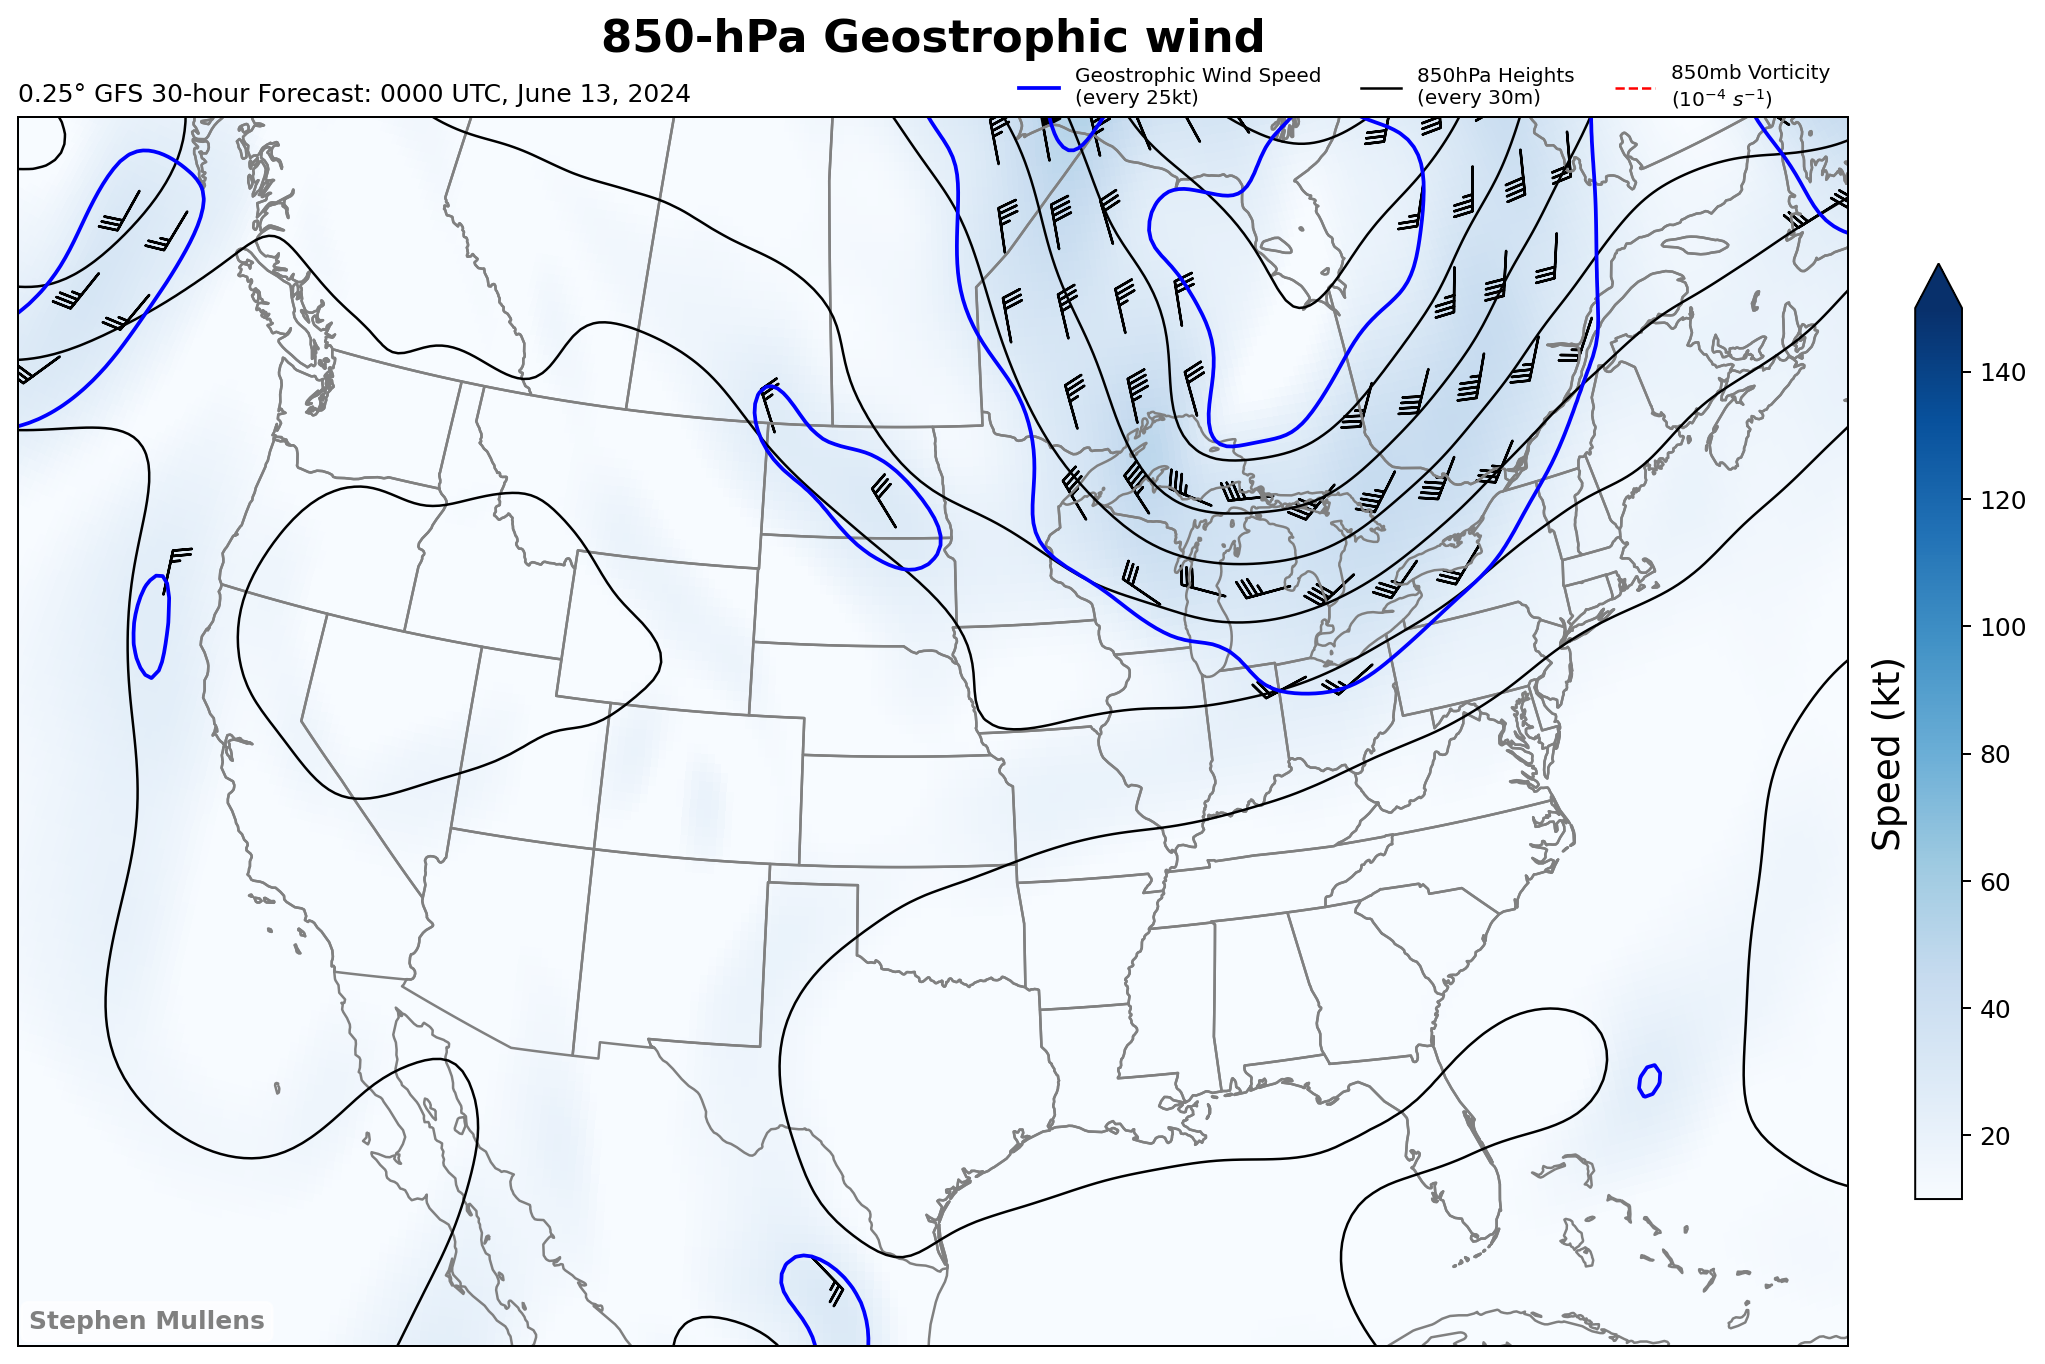 850-hPa Geostrophic wind
0.25° GFS 30-hour Forecast: 0000 UTC, June 13, 2024
Geostrophic Wind Speed
(every 25kt)
850hPa Heights
(every 30m)
850mb Vorticity
(10⁻⁴ s⁻¹)
140
120
100
80
60
40
20
Speed (kt)
Stephen Mullens